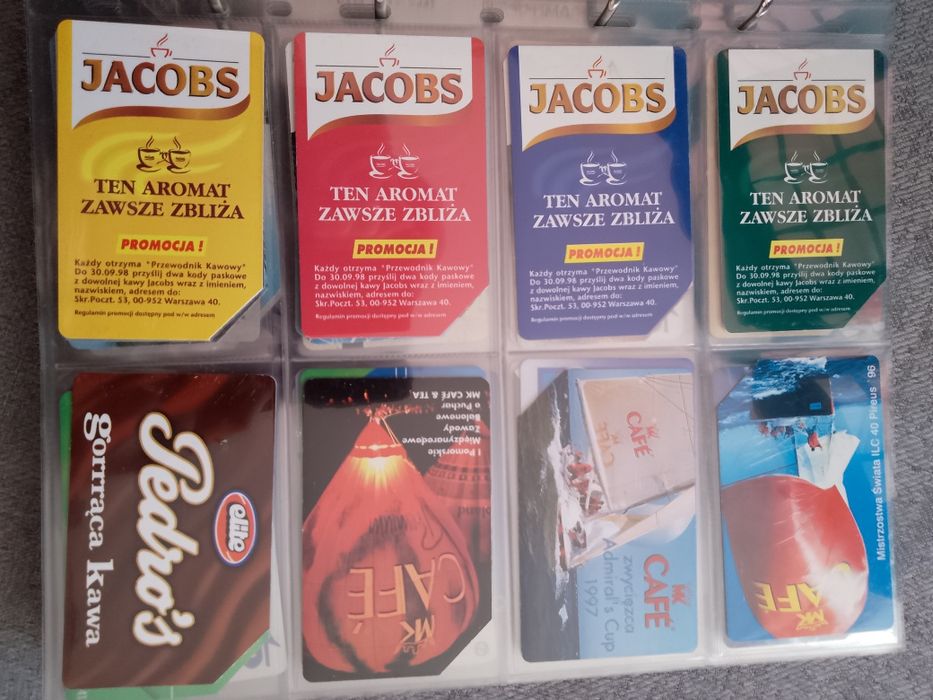 JACOBS
TEN AROMAT
ZAWSZE ZBLIŻA
PROMOCJA !
Każdy otrzyma "Przewodnik Kawowy"
Do 30.09.98 przyślij dwa kody paskowe
z dowolnej kawy Jacobs wraz z imieniem,
nazwiskiem, adresem do:
Skr.Poczt. 53, 00-952 Warszawa 40.
Regulamin promocji dostępny pod w/w adresem
JACOBS
TEN AROMAT
ZAWSZE ZBLIŻA
PROMOCJA !
Każdy otrzyma "Przewodnik Kawowy"
Do 30.09.98 przyślij dwa kody paskowe
z dowolnej kawy Jacobs wraz z imieniem,
nazwiskiem, adresem do:
Skr.Poczt. 53, 00-952 Warszawa 40.
Regulamin promocji dostępny pod w/w adresem
JACOBS
TEN AROMAT
ZAWSZE ZBLIŻA
PROMOCJA !
Każdy otrzyma "Przewodnik Kawowy"
Do 30.09.98 przyślij dwa kody paskowe
z dowolnej kawy Jacobs wraz z imieniem,
nazwiskiem, adresem do:
Skr.Poczt. 53, 00-952 Warszawa 40.
Regulamin promocji dostępny pod w/w adresem
JACOBS
TEN AROMAT
ZAWSZE ZBLIŻA
PROMOCJA !
Każdy otrzyma "Przewodnik Kawowy"
Do 30.09.98 przyślij dwa kody paskowe
z dowolnej kawy Jacobs wraz z imieniem,
nazwiskiem, adresem do:
Skr.Poczt. 53, 00-952 Warszawa 40.
Regulamin promocji dostępny pod w/w adresem
elite
Pedro's
gorrrąca kawa
I Pomorskie
Międzynarodowe
Zawody
Balonowe
o Puchar
MK CAFÉ & TEA
MK
CAFÉ
MK
CAFÉ
MK
CAFÉ
zwycięzca
Admiral's Cup
1997
Mistrzostwa Świata ILC 40 Pireus '96
MK
CAFÉ